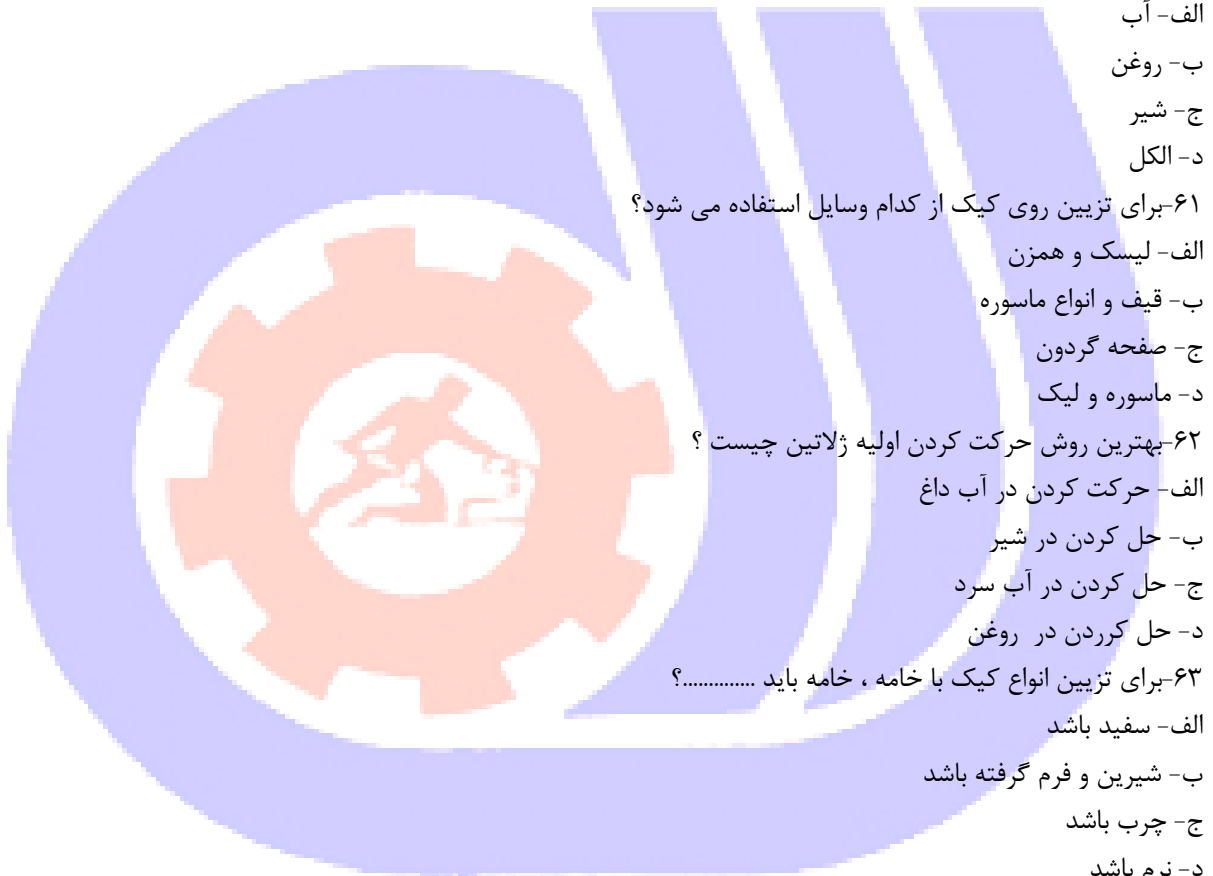 الف- آب
ب- روغن
ج- شیر
د- الکل
۶۱-برای تزیین روی کیک از کدام وسایل استفاده می شود؟
الف- لیسک و همزن
ب- قیف و انواع ماسوره
ج- صفحه گردون
د- ماسوره و لیک
۶۲-بهترین روش حرکت کردن اولیه ژلاتین چیست ؟
الف- حرکت کردن در آب داغ
ب- حل کردن در شیر
ج- حل کردن در آب سرد
د- حل کرردن در روغن
۶۳-برای تزیین انواع کیک با خامه ، خامه باید ..............؟
الف- سفید باشد
ب- شیرین و فرم گرفته باشد
ج- چرب باشد
د- نرم باشد